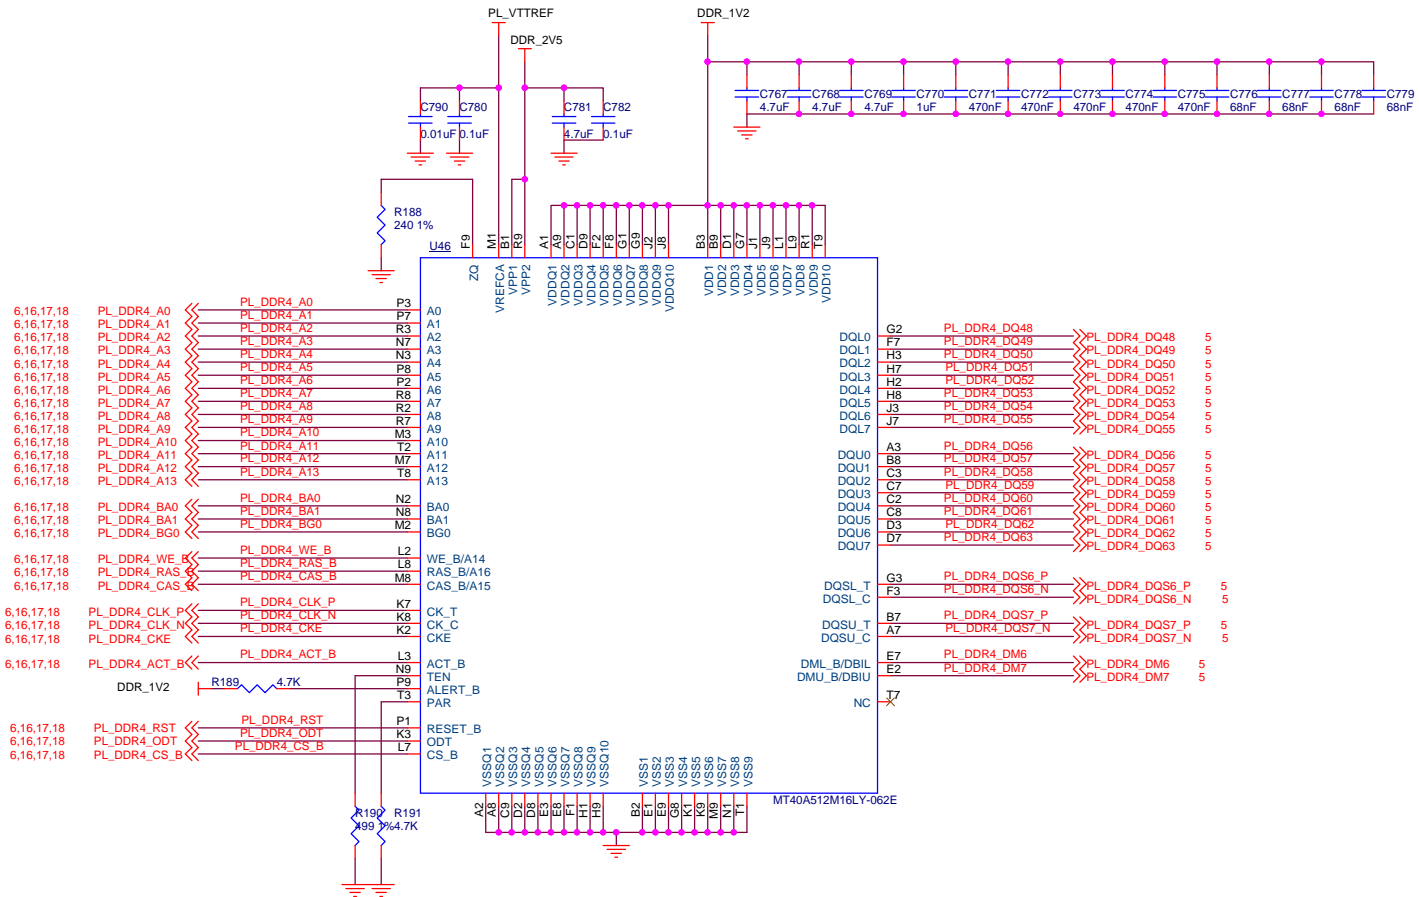 PL_VTTREF
DDR_2V5
DDR_1V2
C790
0.01uF
C780
0.1uF
C781
4.7uF
C782
0.1uF
C767
4.7uF
C768
4.7uF
C769
4.7uF
C770
1uF
C771
470nF
C772
470nF
C773
470nF
C774
470nF
C775
470nF
C776
68nF
C777
68nF
C778
68nF
C779
68nF
R188
240 1%
U46
F9 M1 B1 R9 A1 A9 C1 D9 F2 F8 G1 G9 J2 J8 B3 B9 D1 G7 J1 J9 L1 L9 R1 T9
ZQ VREFCA VPP1 VPP2 VDDQ1 VDDQ2 VDDQ3 VDDQ4 VDDQ5 VDDQ6 VDDQ7 VDDQ8 VDDQ9 VDDQ10 VDD1 VDD2 VDD3 VDD4 VDD5 VDD6 VDD7 VDD8 VDD9 VDD10
6,16,17,18 PL_DDR4_A0 PL_DDR4_A0 P3 A0
6,16,17,18 PL_DDR4_A1 PL_DDR4_A1 P7 A1
6,16,17,18 PL_DDR4_A2 PL_DDR4_A2 R3 A2
6,16,17,18 PL_DDR4_A3 PL_DDR4_A3 N7 A3
6,16,17,18 PL_DDR4_A4 PL_DDR4_A4 N3 A4
6,16,17,18 PL_DDR4_A5 PL_DDR4_A5 P8 A5
6,16,17,18 PL_DDR4_A6 PL_DDR4_A6 P2 A6
6,16,17,18 PL_DDR4_A7 PL_DDR4_A7 R8 A7
6,16,17,18 PL_DDR4_A8 PL_DDR4_A8 R2 A8
6,16,17,18 PL_DDR4_A9 PL_DDR4_A9 R7 A9
6,16,17,18 PL_DDR4_A10 PL_DDR4_A10 M3 A10
6,16,17,18 PL_DDR4_A11 PL_DDR4_A11 T2 A11
6,16,17,18 PL_DDR4_A12 PL_DDR4_A12 M7 A12
6,16,17,18 PL_DDR4_A13 PL_DDR4_A13 T8 A13
6,16,17,18 PL_DDR4_BA0 PL_DDR4_BA0 N2 BA0
6,16,17,18 PL_DDR4_BA1 PL_DDR4_BA1 N8 BA1
6,16,17,18 PL_DDR4_BG0 PL_DDR4_BG0 M2 BG0
6,16,17,18 PL_DDR4_WE_B PL_DDR4_WE_B L2 WE_B/A14
6,16,17,18 PL_DDR4_RAS_B PL_DDR4_RAS_B L8 RAS_B/A16
6,16,17,18 PL_DDR4_CAS_B PL_DDR4_CAS_B M8 CAS_B/A15
6,16,17,18 PL_DDR4_CLK_P PL_DDR4_CLK_P K7 CK_T
6,16,17,18 PL_DDR4_CLK_N PL_DDR4_CLK_N K8 CK_C
6,16,17,18 PL_DDR4_CKE PL_DDR4_CKE K2 CKE
6,16,17,18 PL_DDR4_ACT_B PL_DDR4_ACT_B L3 ACT_B
N9 TEN
DDR_1V2 R189 4.7K P9 ALERT_B
T3 PAR
6,16,17,18 PL_DDR4_RST PL_DDR4_RST P1 RESET_B
6,16,17,18 PL_DDR4_ODT PL_DDR4_ODT K3 ODT
6,16,17,18 PL_DDR4_CS_B PL_DDR4_CS_B L7 CS_B
DQL0 G2 PL_DDR4_DQ48 PL_DDR4_DQ48 5
DQL1 F7 PL_DDR4_DQ49 PL_DDR4_DQ49 5
DQL2 H3 PL_DDR4_DQ50 PL_DDR4_DQ50 5
DQL3 H7 PL_DDR4_DQ51 PL_DDR4_DQ51 5
DQL4 H2 PL_DDR4_DQ52 PL_DDR4_DQ52 5
DQL5 H8 PL_DDR4_DQ53 PL_DDR4_DQ53 5
DQL6 J3 PL_DDR4_DQ54 PL_DDR4_DQ54 5
DQL7 J7 PL_DDR4_DQ55 PL_DDR4_DQ55 5
DQU0 A3 PL_DDR4_DQ56 PL_DDR4_DQ56 5
DQU1 B8 PL_DDR4_DQ57 PL_DDR4_DQ57 5
DQU2 C3 PL_DDR4_DQ58 PL_DDR4_DQ58 5
DQU3 C7 PL_DDR4_DQ59 PL_DDR4_DQ59 5
DQU4 C2 PL_DDR4_DQ60 PL_DDR4_DQ60 5
DQU5 C8 PL_DDR4_DQ61 PL_DDR4_DQ61 5
DQU6 D3 PL_DDR4_DQ62 PL_DDR4_DQ62 5
DQU7 D7 PL_DDR4_DQ63 PL_DDR4_DQ63 5
DQSL_T G3 PL_DDR4_DQS6_P PL_DDR4_DQS6_P 5
DQSL_C F3 PL_DDR4_DQS6_N PL_DDR4_DQS6_N 5
DQSU_T B7 PL_DDR4_DQS7_P PL_DDR4_DQS7_P 5
DQSU_C A7 PL_DDR4_DQS7_N PL_DDR4_DQS7_N 5
DML_B/DBIL E7 PL_DDR4_DM6 PL_DDR4_DM6 5
DMU_B/DBIU E2 PL_DDR4_DM7 PL_DDR4_DM7 5
NC T7
VSSQ1 VSSQ2 VSSQ3 VSSQ4 VSSQ5 VSSQ6 VSSQ7 VSSQ8 VSSQ9 VSSQ10 VSS1 VSS2 VSS3 VSS4 VSS5 VSS6 VSS7 VSS8 VSS9
A2 A8 C9 D2 D8 E3 E8 F1 H1 H9 B2 E1 E9 G8 K1 K9 M9 N1 T1
MT40A512M16LY-062E
R190
499 1%
R191
4.7K